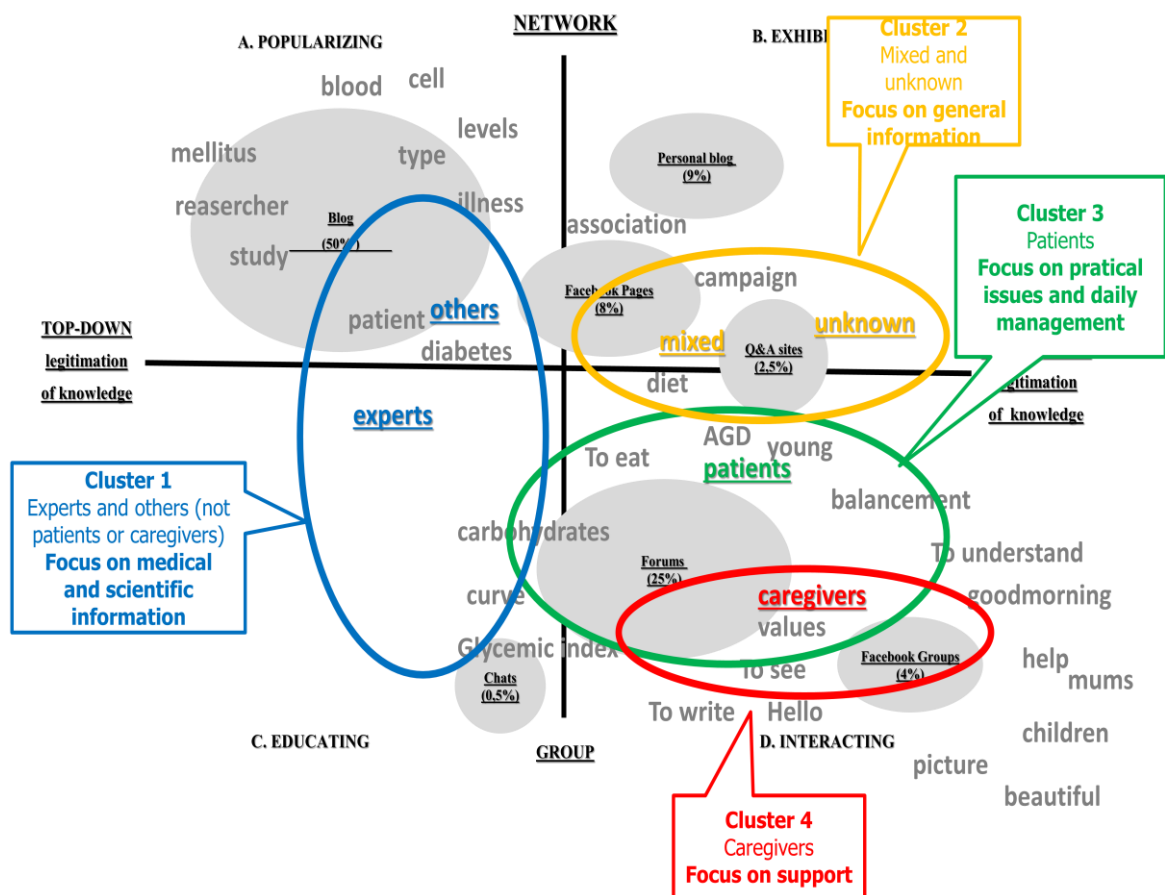 NETWORK
A. POPULARIZING
B. EXHIB
Cluster 2
Mixed and
unknown
Focus on general
information
blood
cell
levels
mellitus
type
Personal blog
(9%)
reasercher
illness
Blog
(50%)
association
study
Cluster 3
Patients
Focus on pratical
issues and daily
management
campaign
Facebook Pages
(8%)
patient
others
mixed
unknown
Q&A sites
(2,5%)
diabetes
diet
TOP-DOWN
legitimation
of knowledge
gitimation
of knowledge
experts
AGD
young
To eat
patients
balancement
Cluster 1
Experts and others (not
patients or caregivers)
Focus on medical
and scientific
information
carbohydrates
To understand
Forums
(25%)
curve
caregivers
goodmorning
values
Glycemic index
Facebook Groups
(4%)
To see
help
mums
Chats
(0,5%)
To write
Hello
children
C. EDUCATING
GROUP
D. INTERACTING
picture
beautiful
Cluster 4
Caregivers
Focus on support